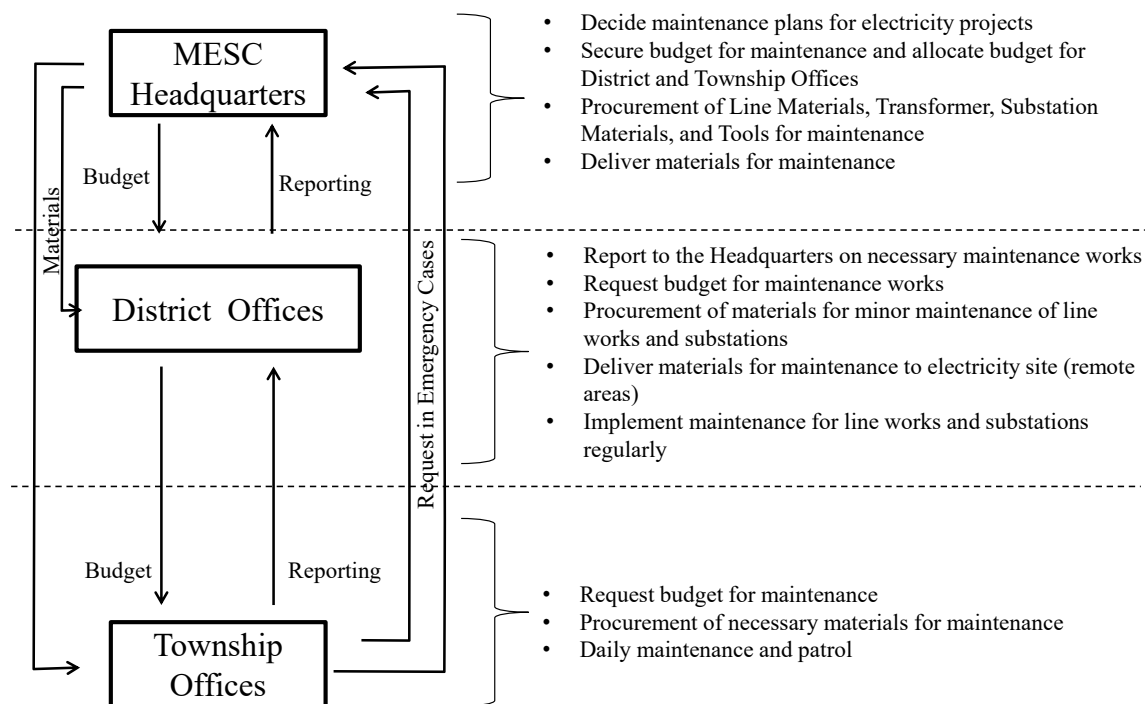 MESC
Headquarters
• Decide maintenance plans for electricity projects
• Secure budget for maintenance and allocate budget for
District and Township Offices
• Procurement of Line Materials, Transformer, Substation
Materials, and Tools for maintenance
• Deliver materials for maintenance
Budget
Reporting
Materials
Request in Emergency Cases
District Offices
• Report to the Headquarters on necessary maintenance works
• Request budget for maintenance works
• Procurement of materials for minor maintenance of line
works and substations
• Deliver materials for maintenance to electricity site (remote
areas)
• Implement maintenance for line works and substations
regularly
Budget
Reporting
Township
Offices
• Request budget for maintenance
• Procurement of necessary materials for maintenance
• Daily maintenance and patrol